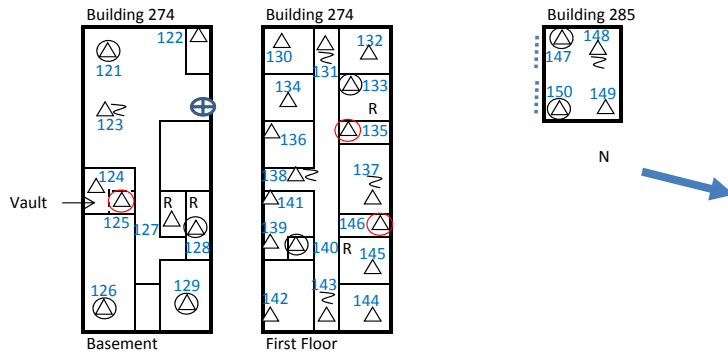 Building 274
122
121
123
124
Vault
125
R
R
127
128
126
129
Basement
Building 274
130
131
132
134
133
R
136
135
138
137
141
146
139
140
R
145
142
143
144
First Floor
Building 285
147
148
150
149
N